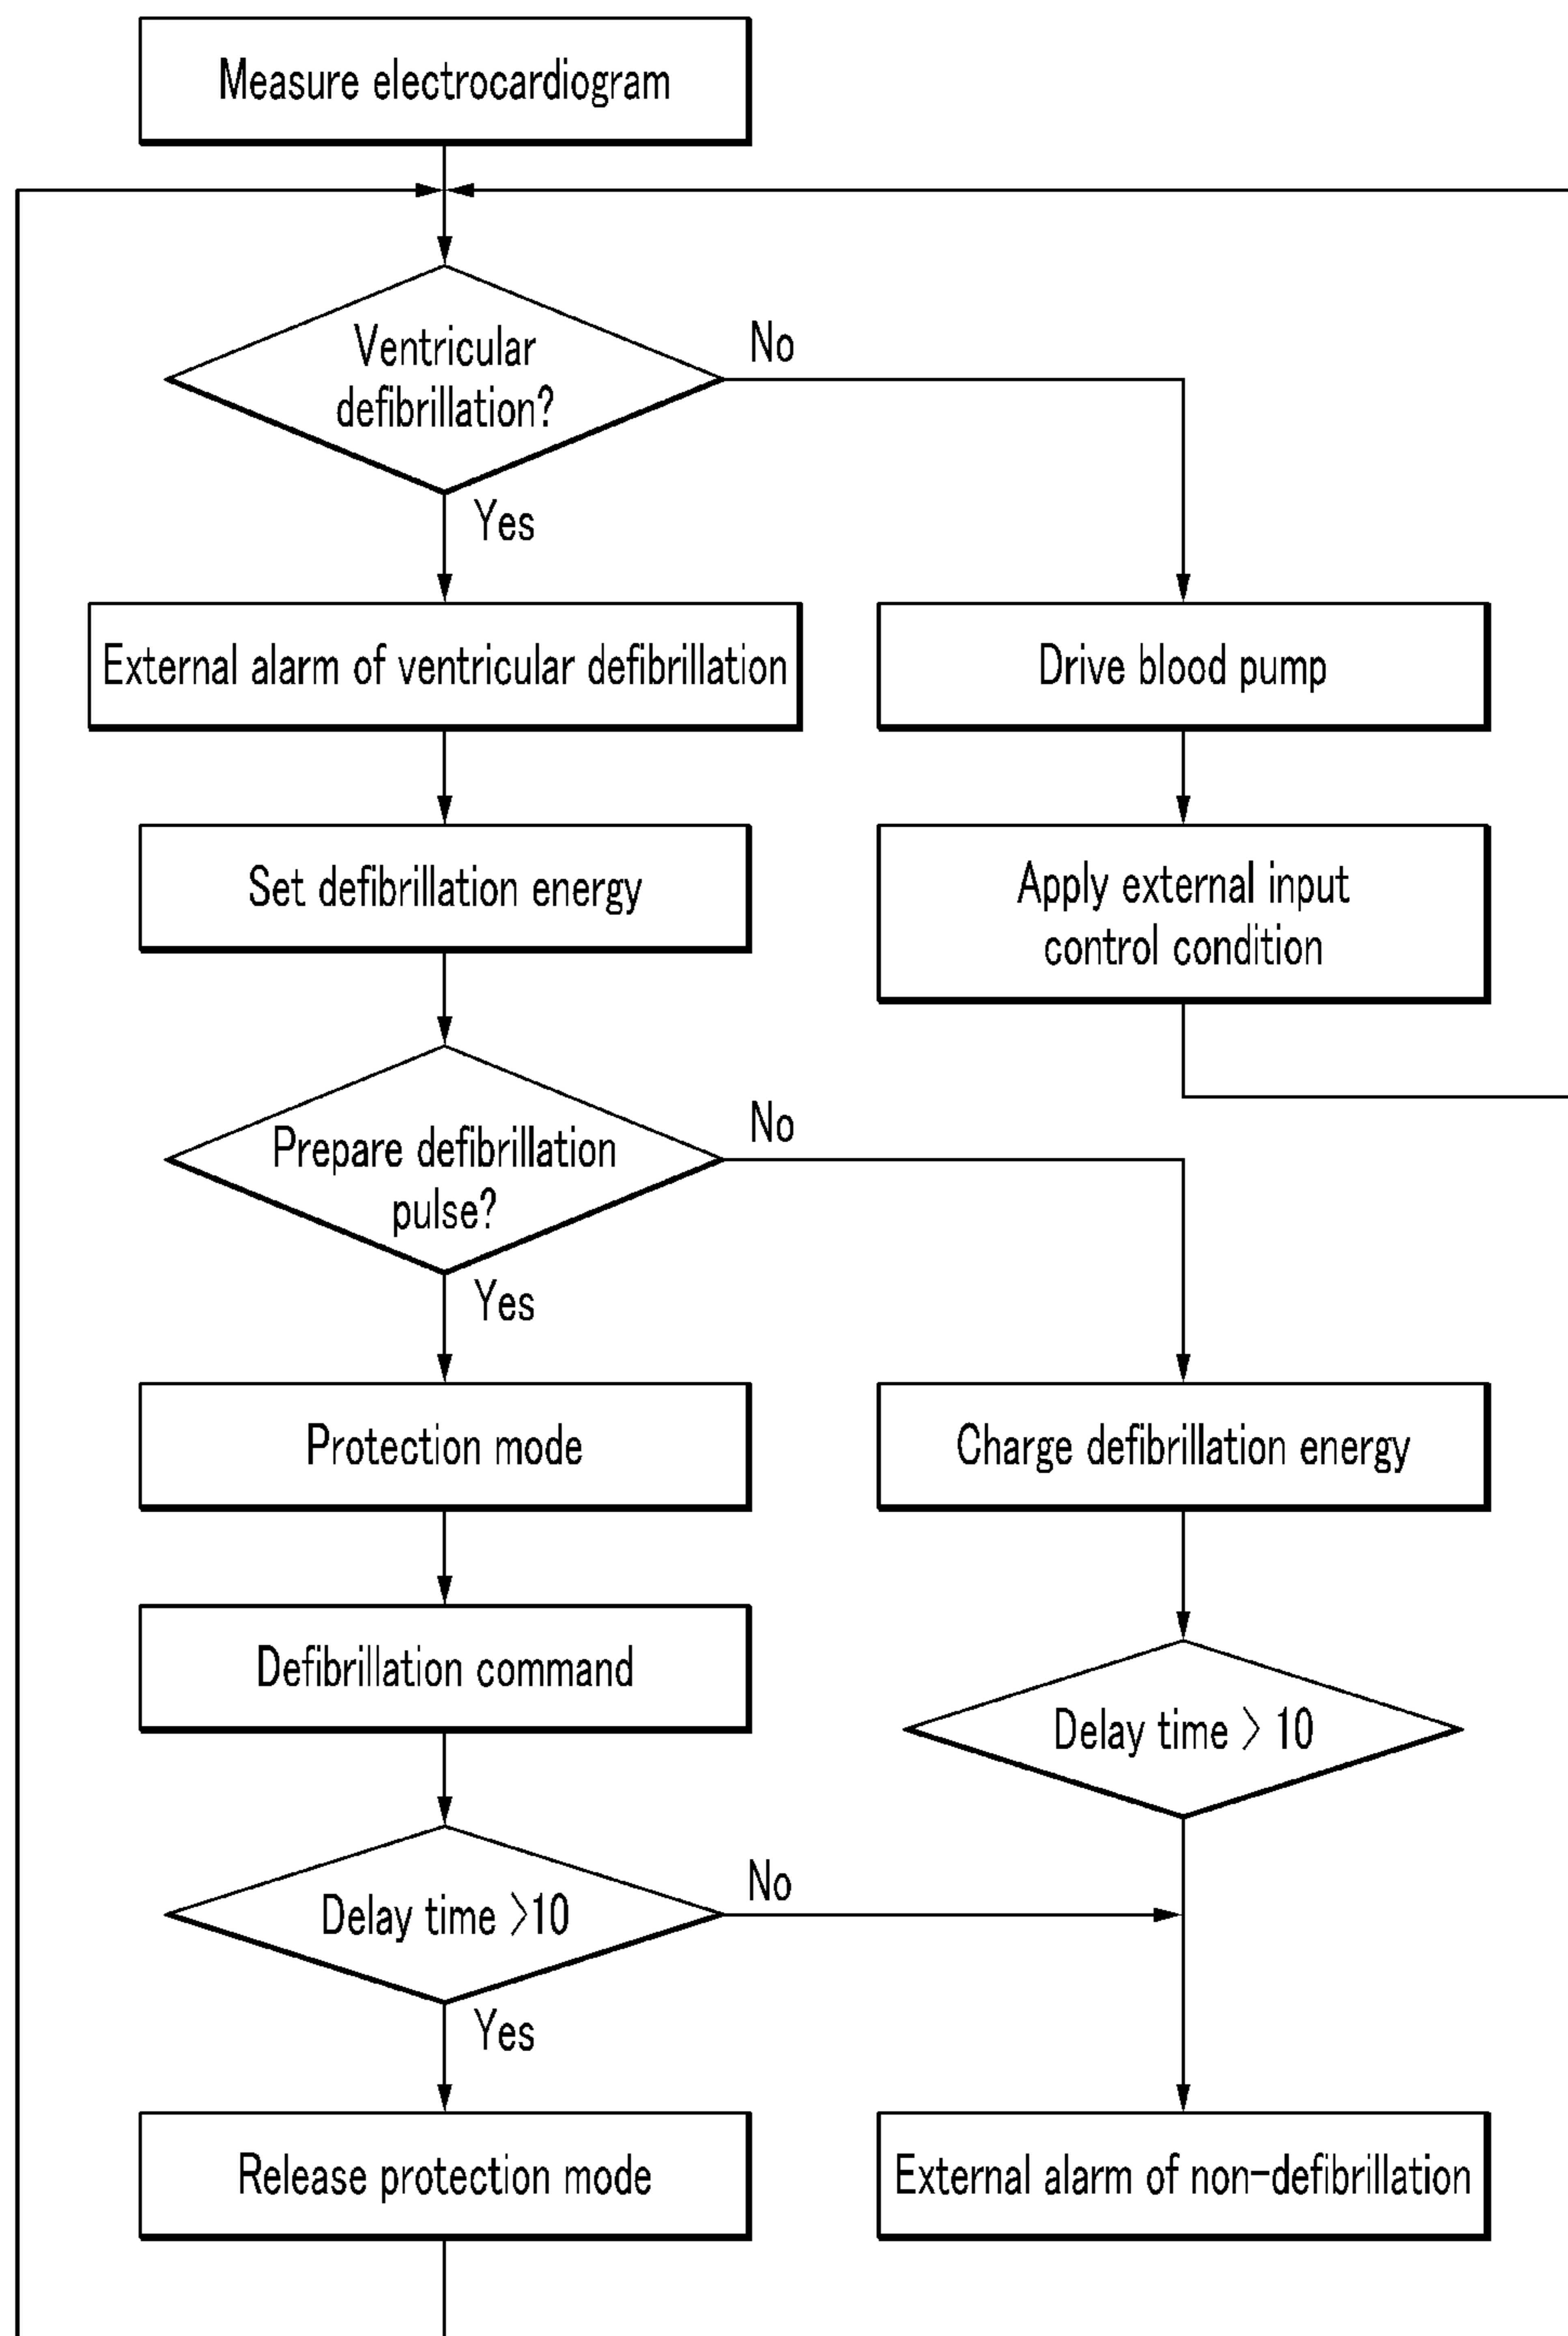 Measure electrocardiogram
Ventricular
defibrillation?
No
Yes
External alarm of ventricular defibrillation
Drive blood pump
Set defibrillation energy
Apply external input
control condition
Prepare defibrillation
pulse?
No
Yes
Protection mode
Charge defibrillation energy
Defibrillation command
Delay time > 10
Delay time >10
No
Yes
Release protection mode
External alarm of non-defibrillation